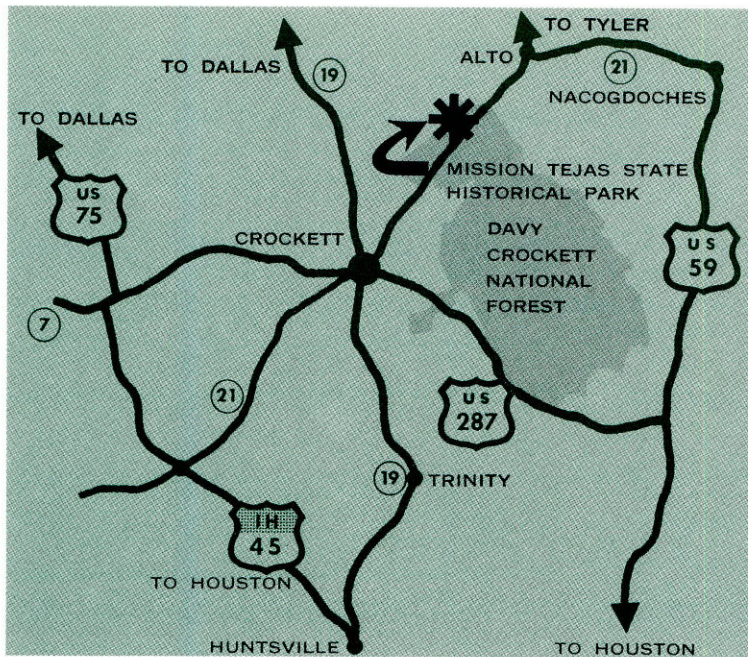 TO TYLER
ALTO
21
NACOGDOCHES
TO DALLAS
19
TO DALLAS
US
75
MISSION TEJAS STATE
HISTORICAL PARK
CROCKETT
DAVY
CROCKETT
NATIONAL
FOREST
US
59
7
21
US
287
19
TRINITY
IH
45
TO HOUSTON
HUNTSVILLE
TO HOUSTON